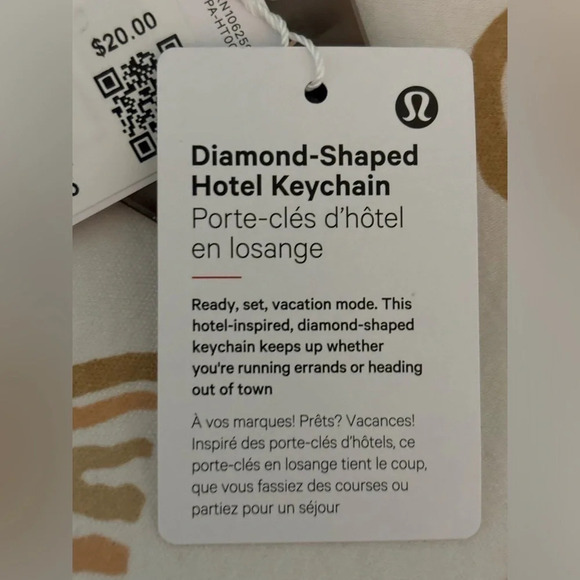 $20.00
Diamond-Shaped
Hotel Keychain
Porte-clés d'hôtel
en losange
Ready, set, vacation mode. This
hotel-inspired, diamond-shaped
keychain keeps up whether
you're running errands or heading
out of town
À vos marques! Prêts? Vacances!
Inspiré des porte-clés d'hôtels, ce
porte-clés en losange tient le coup,
que vous fassiez des courses ou
partiez pour un séjour